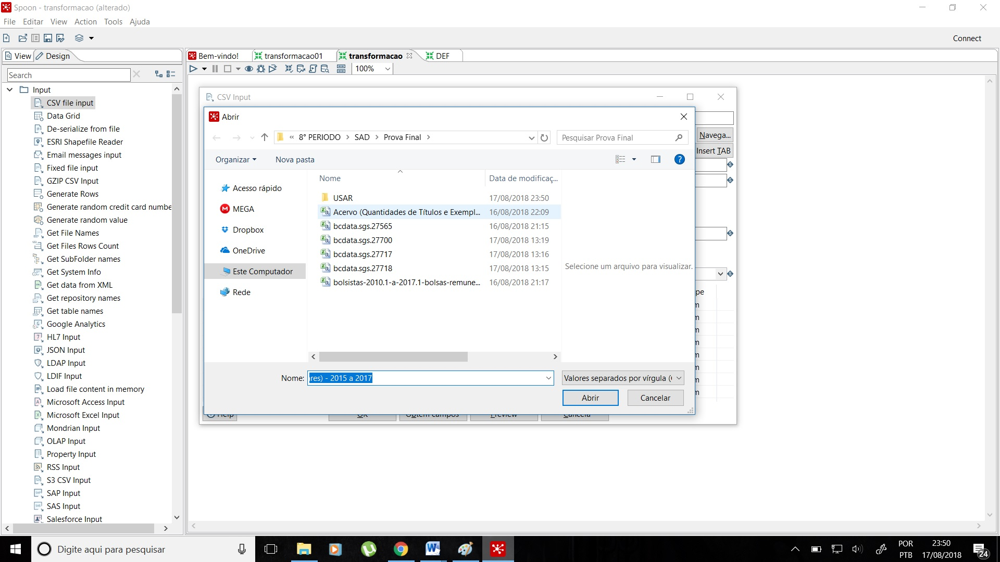 Spoon - transformacao (alterado)
File Editar View Action Tools Ajuda
Connect
View Design
Bem-vindo! transformacao01 transformacao DEF
Search
100%
Input
CSV file input
Data Grid
De-serialize from file
ESRI Shapefile Reader
Email messages input
Fixed file input
GZIP CSV Input
Generate Rows
Generate random credit card numbe
Generate random value
Get File Names
Get Files Rows Count
Get SubFolder names
Get System Info
Get data from XML
Get repository names
Get table names
Google Analytics
HL7 Input
JSON Input
LDAP Input
LDIF Input
Load file content in memory
Microsoft Access Input
Microsoft Excel Input
Mondrian Input
OLAP Input
Property Input
RSS Input
S3 CSV Input
SAP Input
SAS Input
Salesforce Input
CSV Input
Navega...
Insert TAB
pe
m
m
m
m
m
m
m
m
Help OK Obtém campos Preview Cancela
Abrir
« 8° PERIODO > SAD > Prova Final >
Pesquisar Prova Final
Organizar Nova pasta
Acesso rápido
MEGA
Dropbox
OneDrive
Este Computador
Rede
Nome Data de modificaç...
USAR 17/08/2018 23:50
Acervo (Quantidades de Títulos e Exempl... 16/08/2018 22:09
bcdata.sgs.27565 16/08/2018 21:15
bcdata.sgs.27700 17/08/2018 13:19
bcdata.sgs.27717 17/08/2018 13:16
bcdata.sgs.27718 17/08/2018 13:15
bolsistas-2010.1-a-2017.1-bolsas-remune... 16/08/2018 21:17
Selecione um arquivo para visualizar.
Nome: res) - 2015 a 2017
Valores separados por vírgula (
Abrir Cancelar
Digite aqui para pesquisar
POR
PTB
23:50
17/08/2018
24